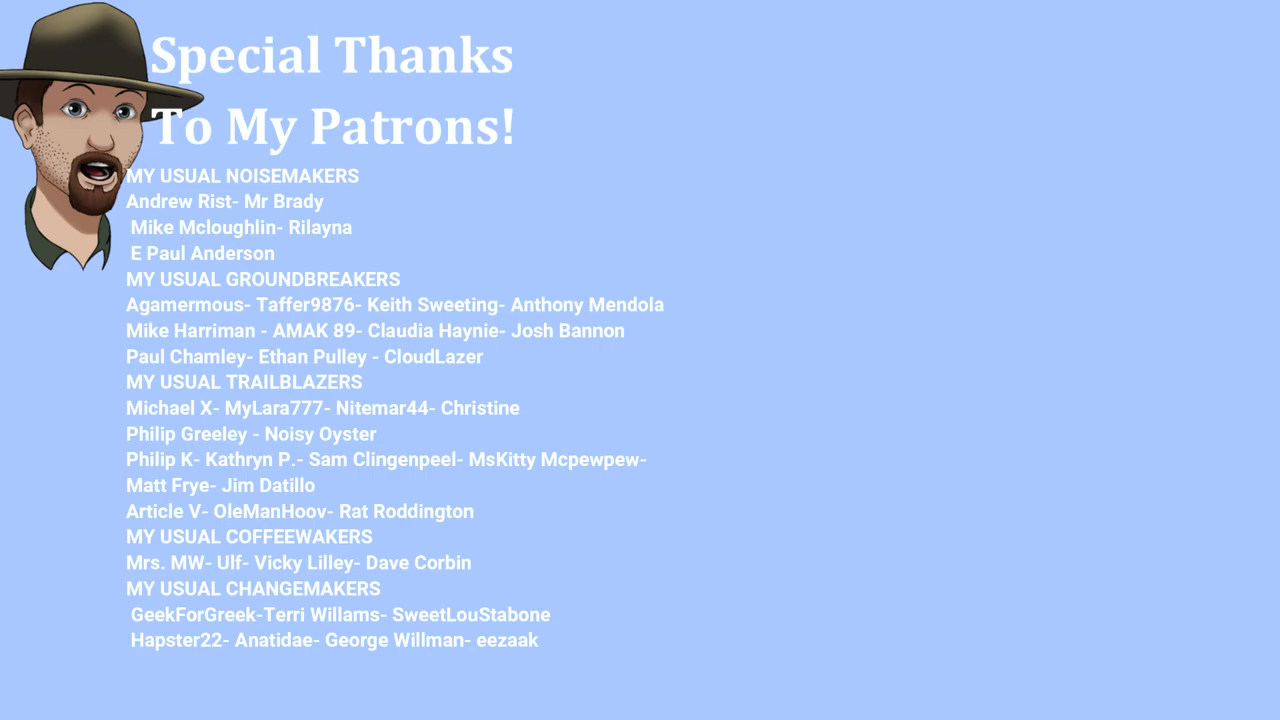 Special Thanks
To My Patrons!
MY USUAL NOISEMAKERS
Andrew Rist- Mr Brady
Mike Mcloughlin- Rilayna
E Paul Anderson
MY USUAL GROUNDBREAKERS
Agamermous- Taffer9876- Keith Sweeting- Anthony Mendola
Mike Harriman - AMAK 89- Claudia Haynie- Josh Bannon
Paul Chamley- Ethan Pulley - CloudLazer
MY USUAL TRAILBLAZERS
Michael X- MyLara777- Nitemar44- Christine
Philip Greeley - Noisy Oyster
Philip K- Kathryn P.- Sam Clingenpeel- MsKitty Mcpewpew-
Matt Frye- Jim Datillo
Article V- OleManHoov- Rat Roddington
MY USUAL COFFEEWAKERS
Mrs. MW- Ulf- Vicky Lilley- Dave Corbin
MY USUAL CHANGEMAKERS
GeekForGreek-Terri Willams- SweetLouStabone
Hapster22- Anatidae- George Willman- eezaak